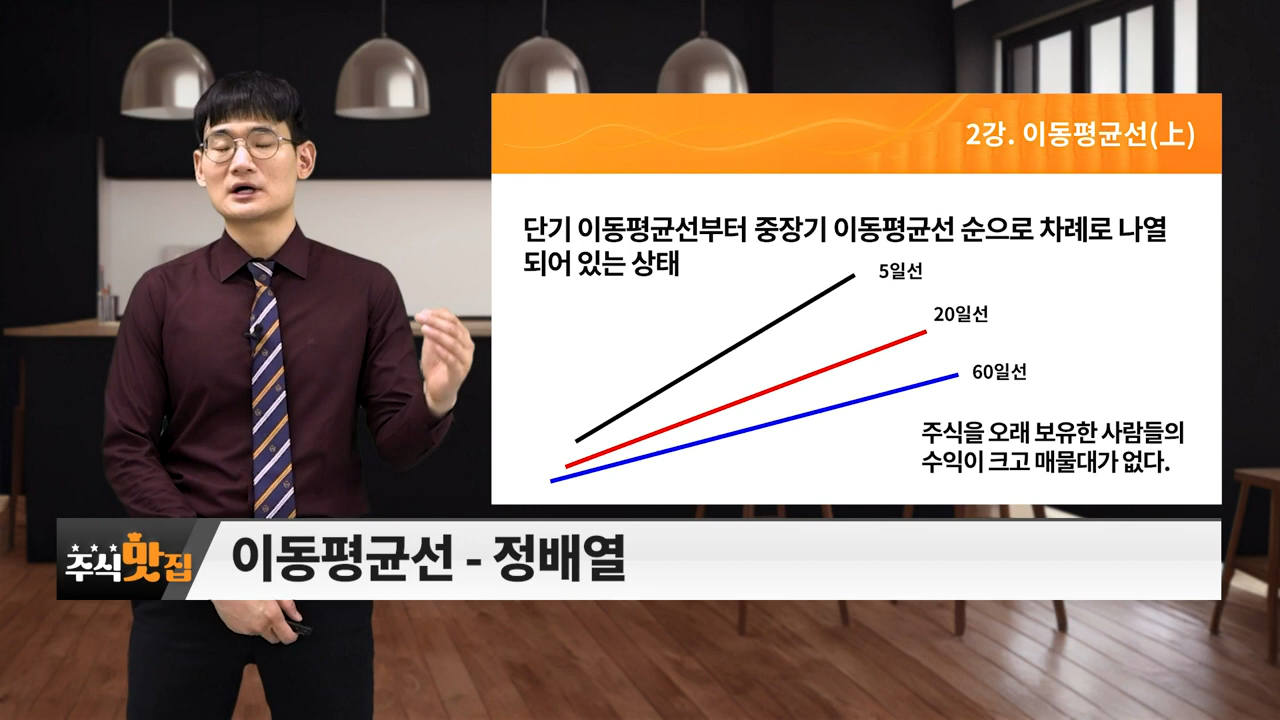 2강. 이동평균선(上)
단기 이동평균선부터 중장기 이동평균선 순으로 차례로 나열
되어 있는 상태
5일선
20일선
60일선
주식을 오래 보유한 사람들의
수익이 크고 매물대가 없다.
주식맛집
이동평균선 - 정배열